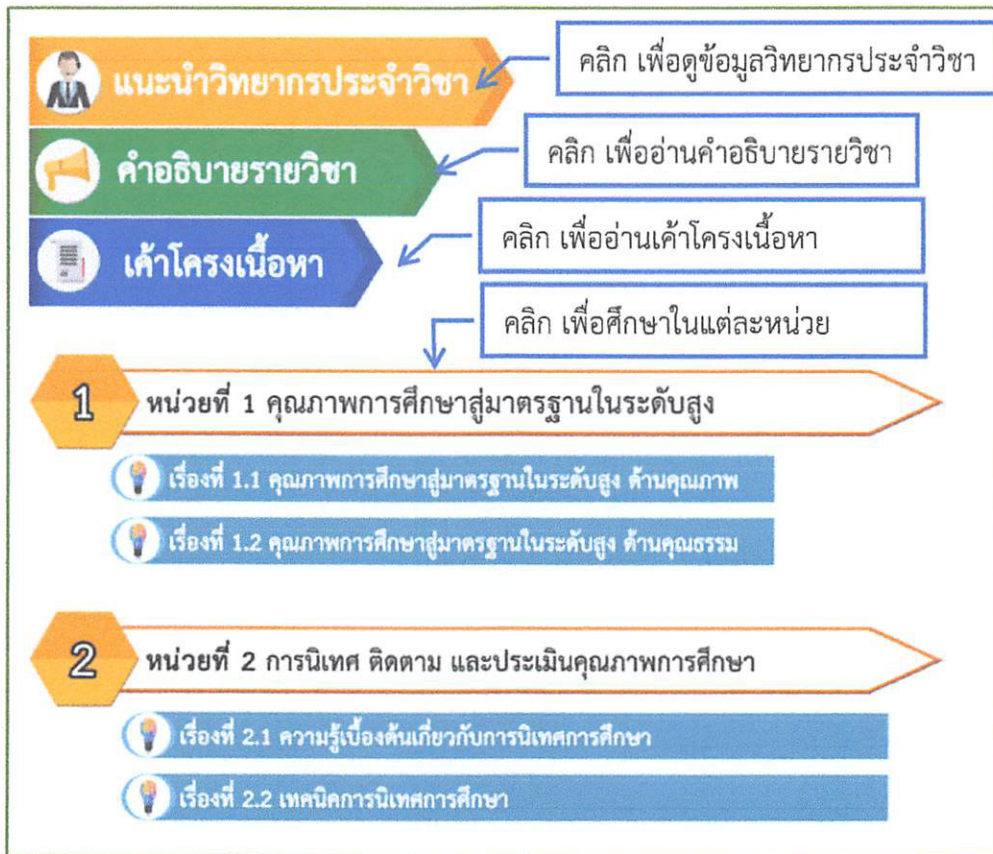 แนะนำวิทยากรประจำวิชา
คลิก เพื่อดูข้อมูลวิทยากรประจำวิชา
คำอธิบายรายวิชา
คลิก เพื่ออ่านคำอธิบายรายวิชา
เค้าโครงเนื้อหา
คลิก เพื่ออ่านเค้าโครงเนื้อหา
คลิก เพื่อศึกษาในแต่ละหน่วย
1
หน่วยที่ 1 คุณภาพการศึกษาสู่มาตรฐานในระดับสูง
เรื่องที่ 1.1 คุณภาพการศึกษาสู่มาตรฐานในระดับสูง ด้านคุณภาพ
เรื่องที่ 1.2 คุณภาพการศึกษาสู่มาตรฐานในระดับสูง ด้านคุณธรรม
2
หน่วยที่ 2 การนิเทศ ติดตาม และประเมินคุณภาพการศึกษา
เรื่องที่ 2.1 ความรู้เบื้องต้นเกี่ยวกับการนิเทศการศึกษา
เรื่องที่ 2.2 เทคนิคการนิเทศการศึกษา